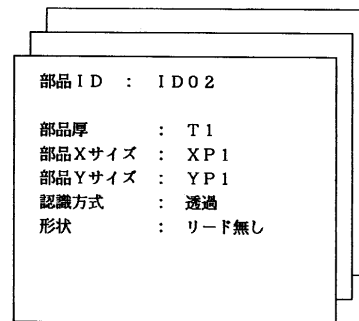 部品ID : ID02
部品厚 : T1
部品Xサイズ : XP1
部品Yサイズ : YP1
認識方式 : 透過
形状 : リード無し